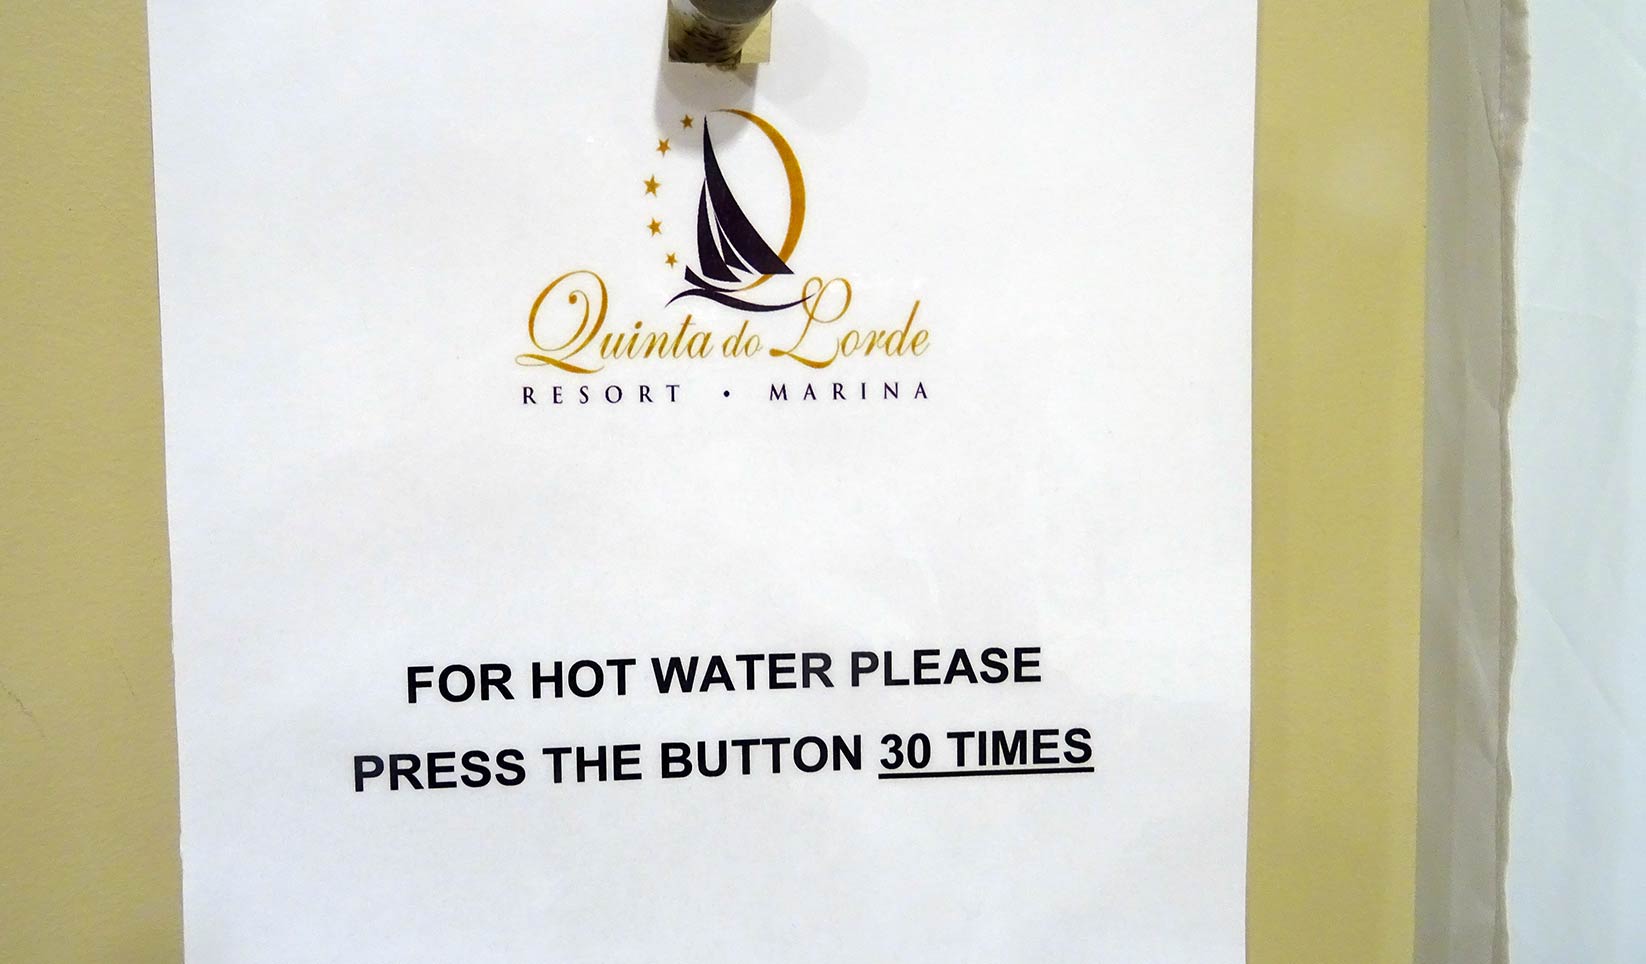 Quinta do Lorde
RESORT • MARINA
FOR HOT WATER PLEASE
PRESS THE BUTTON 30 TIMES